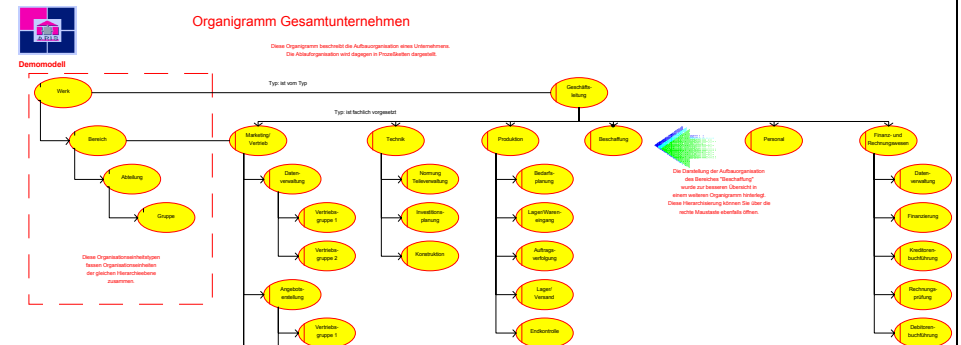 Organigramm Gesamtunternehmen
ARIS
Diese Organigramm beschreibt die Aufbauorganisation eines Unternehmens.
Die Ablauforganisation wird dagegen in Prozeßketten dargestellt.
Demomodell
Typ: ist vom Typ
Werk
Geschäfts-
leitung
Typ: ist fachlich vorgesetzt
Bereich
Marketing/
Vertrieb
Technik
Produktion
Beschaffung
Personal
Finanz- und
Rechnungswesen
Abteilung
Gruppe
Diese Organisationseinheitstypen
fassen Organisationseinheiten
der gleichen Hierarchieebene
zusammen.
Daten-
verwaltung
Vertriebs-
gruppe 1
Vertriebs-
gruppe 2
Angebots-
erstellung
Vertriebs-
gruppe 1
Normung
Teileverwaltung
Investitions-
planung
Konstruktion
Bedarfs-
planung
Lager/Waren-
eingang
Auftrags-
verfolgung
Lager/
Versand
Endkontrolle
Die Darstellung der Aufbauorganisation
des Bereiches "Beschaffung"
wurde zur besseren Übersicht in
einem weiteren Organigramm hinterlegt.
Diese Hierarchisierung können Sie über die
rechte Maustaste ebenfalls öffnen.
Daten-
verwaltung
Finanzierung
Kreditoren-
buchführung
Rechnungs-
prüfung
Debitoren-
buchführung